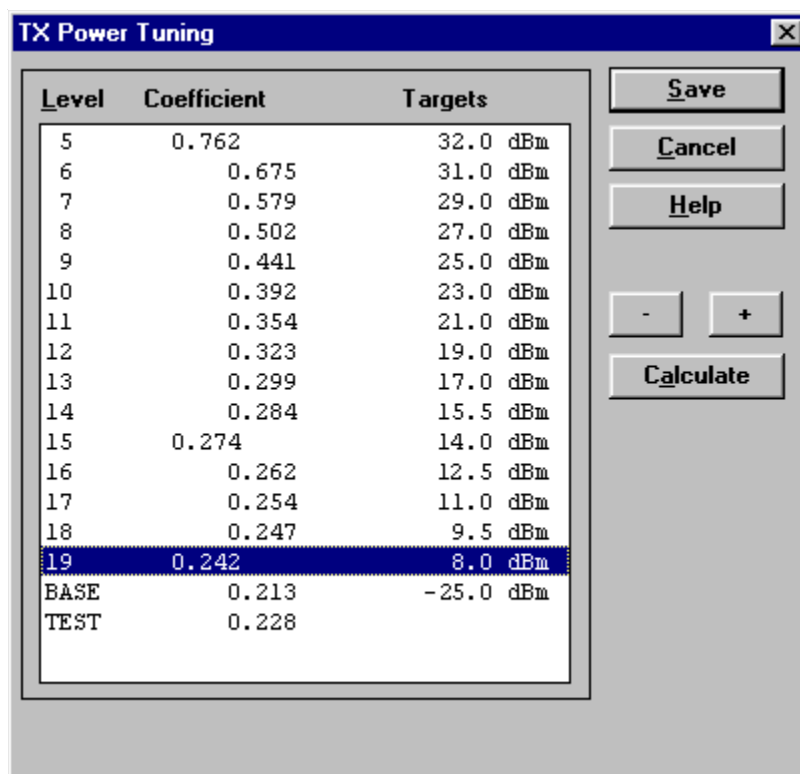 TX Power Tuning
Level Coefficient Targets
5 0.762 32.0 dBm
6 0.675 31.0 dBm
7 0.579 29.0 dBm
8 0.502 27.0 dBm
9 0.441 25.0 dBm
10 0.392 23.0 dBm
11 0.354 21.0 dBm
12 0.323 19.0 dBm
13 0.299 17.0 dBm
14 0.284 15.5 dBm
15 0.274 14.0 dBm
16 0.262 12.5 dBm
17 0.254 11.0 dBm
18 0.247 9.5 dBm
19 0.242 8.0 dBm
BASE 0.213 -25.0 dBm
TEST 0.228
Save
Cancel
Help
- +
Calculate